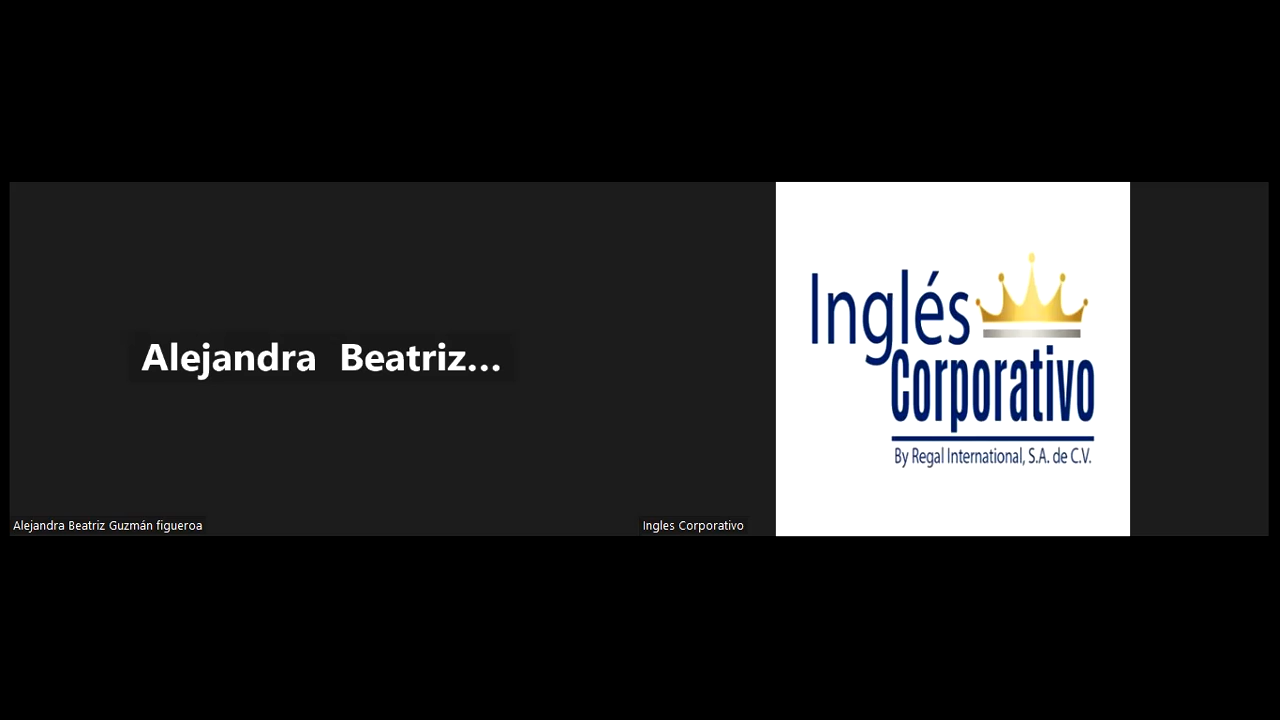 Alejandra Beatriz...
Alejandra Beatriz Guzmán figueroa
Inglés
Corporativo
By Regal International, S.A. de C.V.
Ingles Corporativo